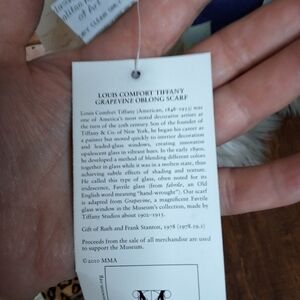 of Art
DRY CLEAN ONLY
LOUIS COMFORT TIFFANY
GRAPEVINE OBLONG SCARF
Louis Comfort Tiffany (American, 1848-1933) was
one of America's most noted decorative artists at
the turn of the 20th century. Son of the founder of
Tiffany & Co. of New York, he began his career as
a painter but moved quickly to interior decoration
and leaded-glass windows, creating innovative
opalescent glass in vibrant hues. In the early 1890s,
he developed a method of blending different colors
together in glass while it was in a molten state, thus
achieving subtle effects of shading and texture.
He called this type of glass, often noted for its
iridescence, Favrile glass (from fabrile, an Old
English word meaning "hand-wrought"). Our scarf
is adapted from Grapevine, a magnificent Favrile
glass window in the Museum's collection, made by
Tiffany Studios about 1902-1915.
Gift of Ruth and Frank Stanton, 1978 (1978.19.2)
Proceeds from the sale of all merchandise are used
to support the Museum.
©2010 MMA
M